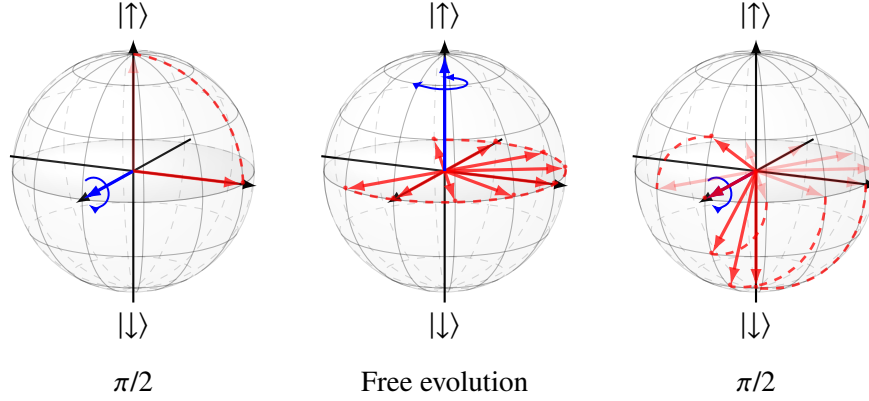 |↑⟩ |↑⟩ |↑⟩
|↓⟩ |↓⟩ |↓⟩
π/2 Free evolution π/2